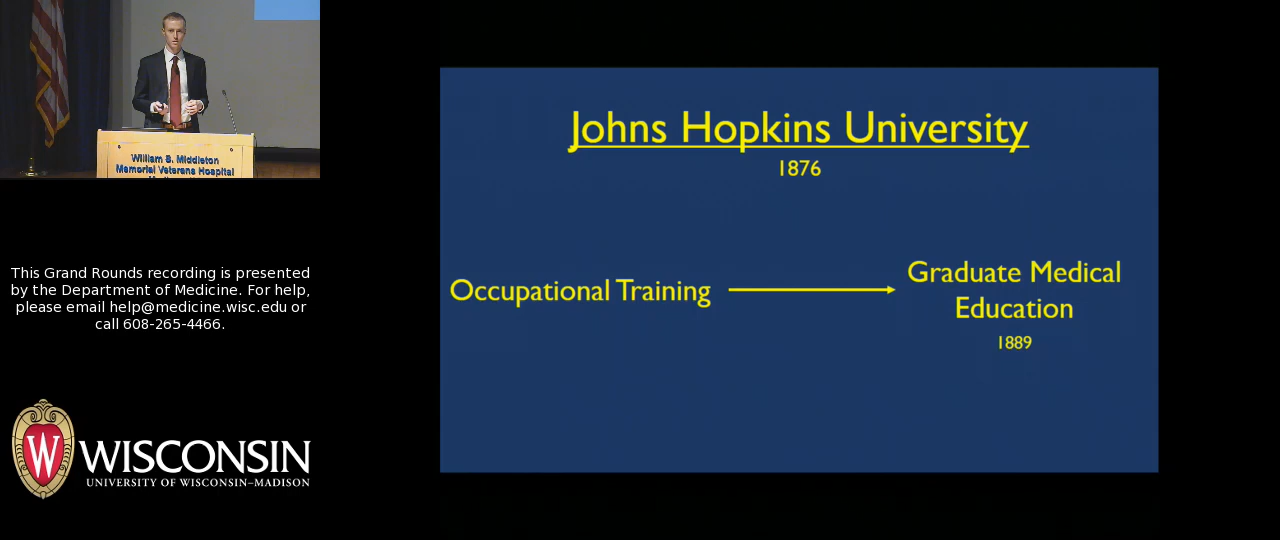 William S. Middleton
Memorial Veterans Hospital
This Grand Rounds recording is presented
by the Department of Medicine. For help,
please email help@medicine.wisc.edu or
call 608-265-4466.
W WISCONSIN
UNIVERSITY OF WISCONSIN–MADISON
Johns Hopkins University
1876
Occupational Training
Graduate Medical
Education
1889